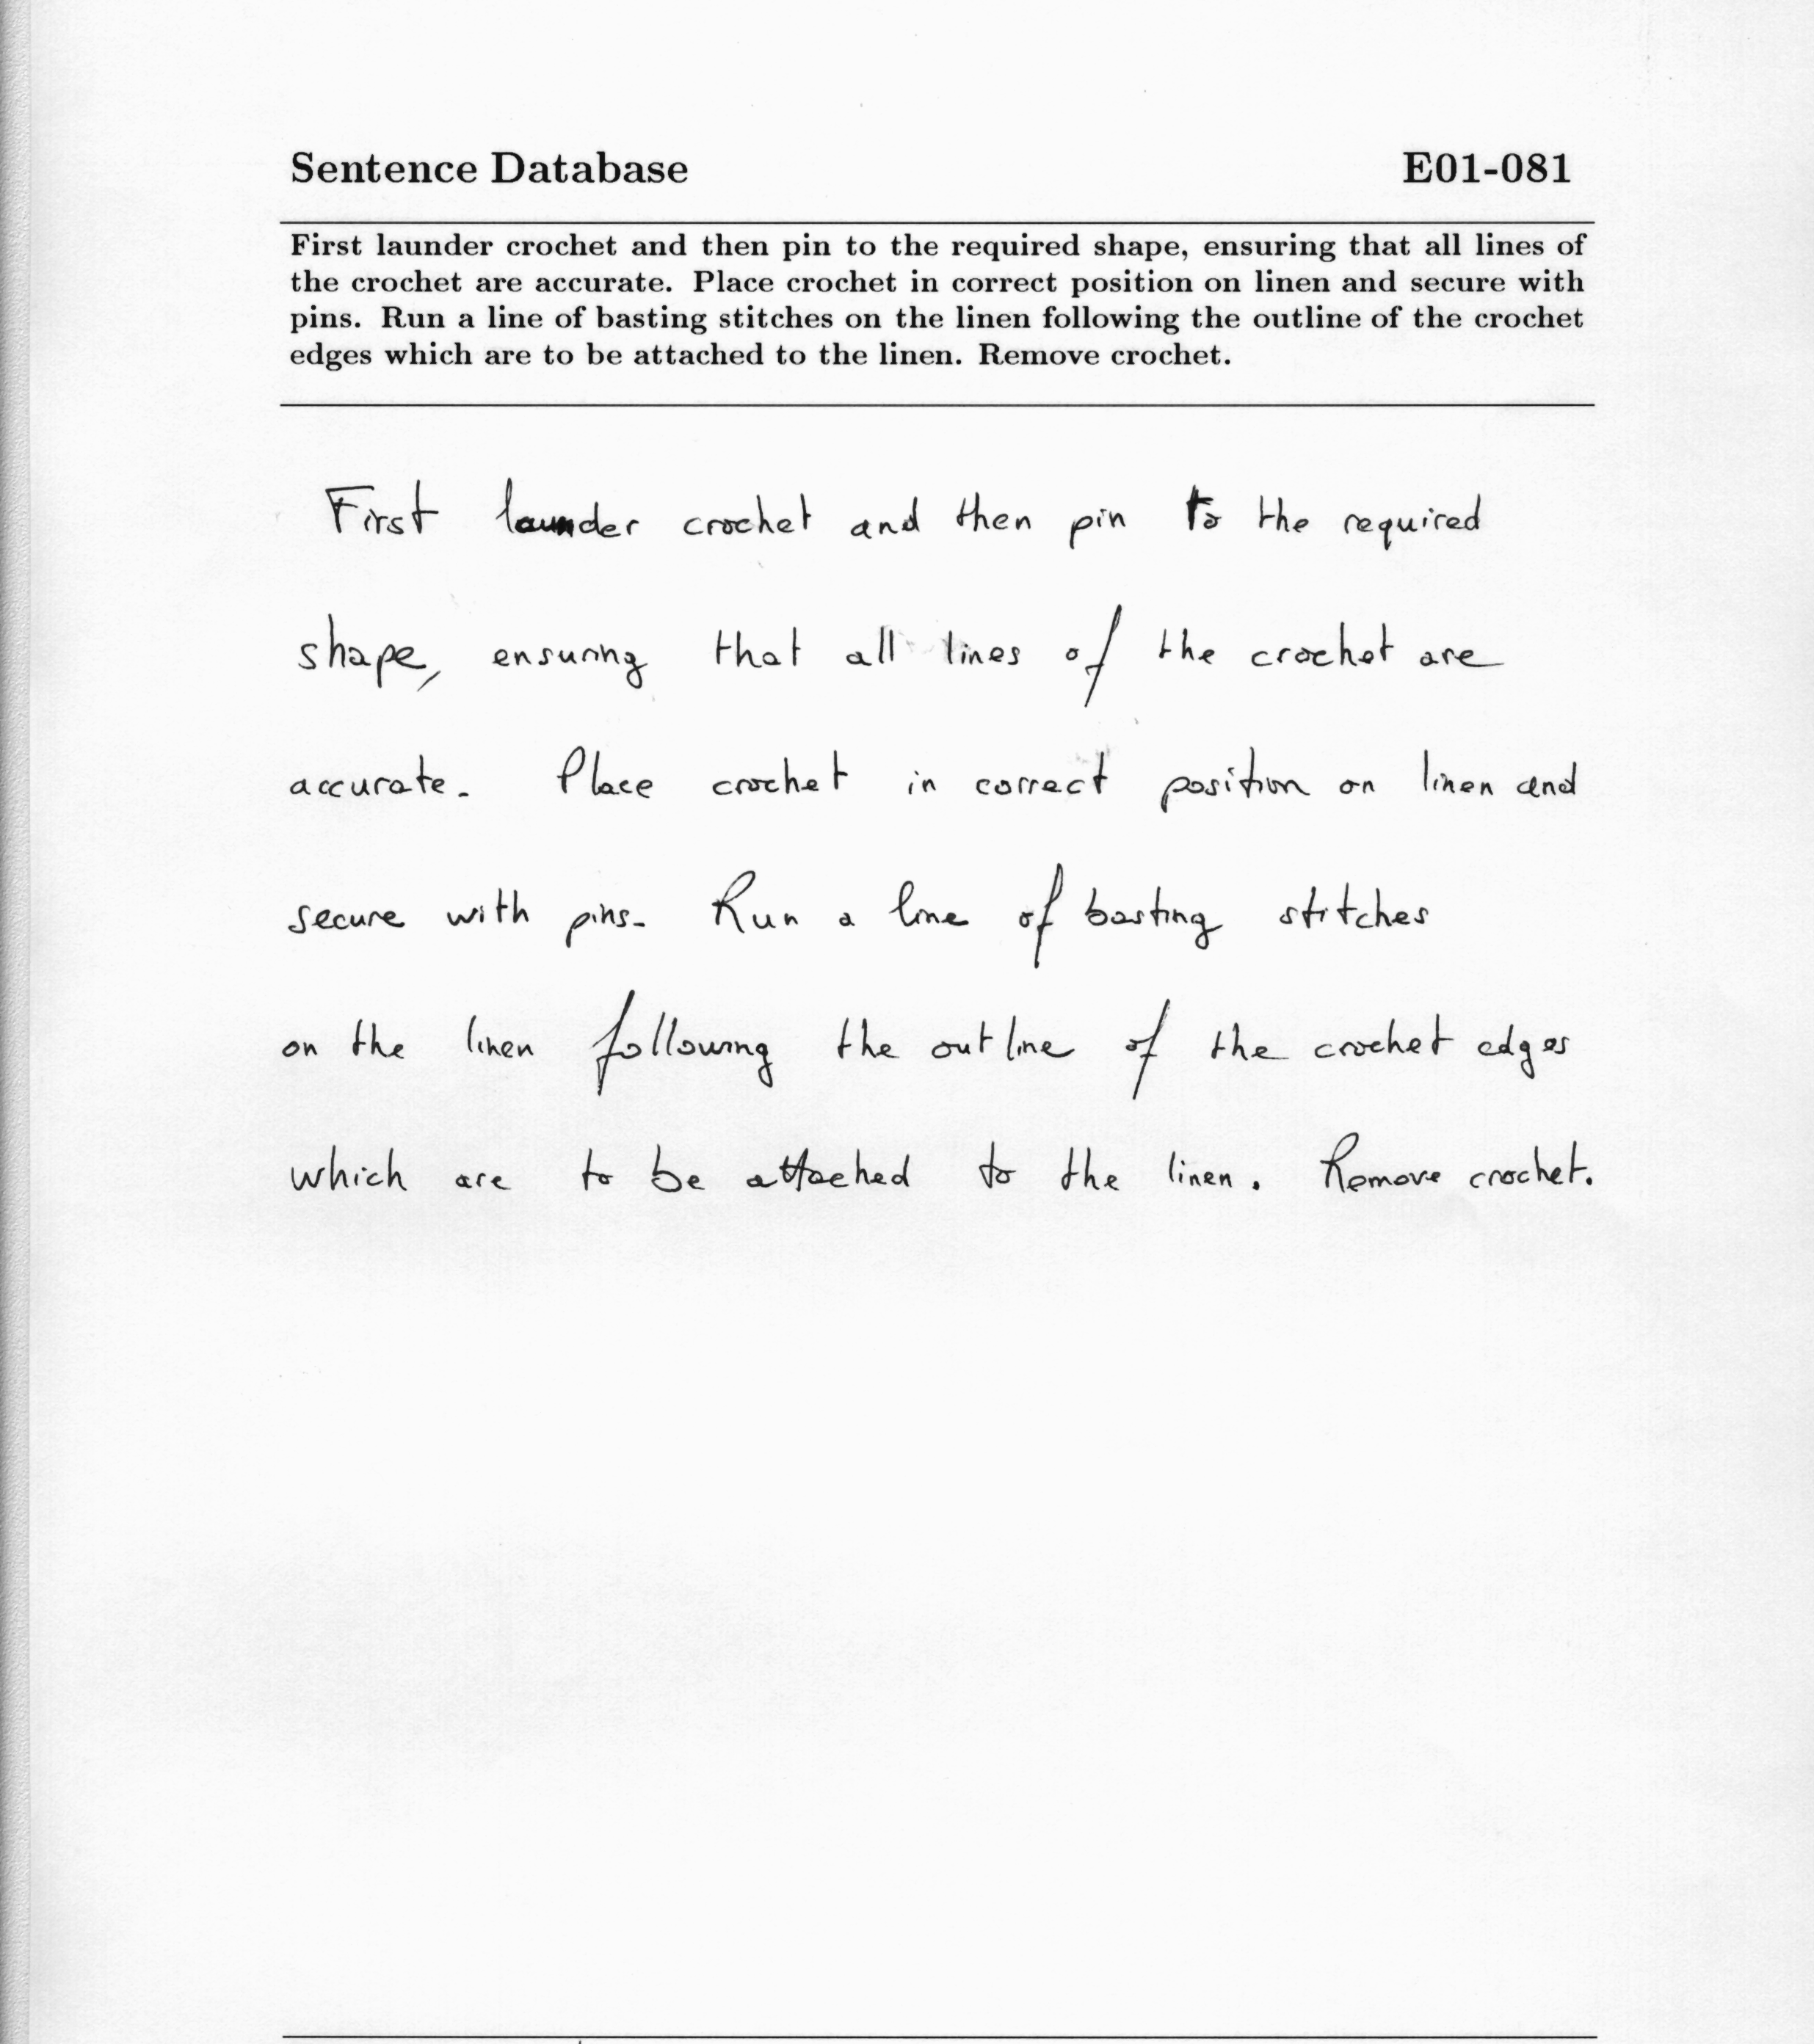 Sentence Database E01-081
First launder crochet and then pin to the required shape, ensuring that all lines of
the crochet are accurate. Place crochet in correct position on linen and secure with
pins. Run a line of basting stitches on the linen following the outline of the crochet
edges which are to be attached to the linen. Remove crochet.
First launder crochet and then pin to the required
shape, ensuring that all lines of the crochet are
accurate. Place crochet in correct position on linen and
secure with pins. Run a line of basting stitches
on the linen following the outline of the crochet edges
which are to be attached to the linen. Remove crochet.